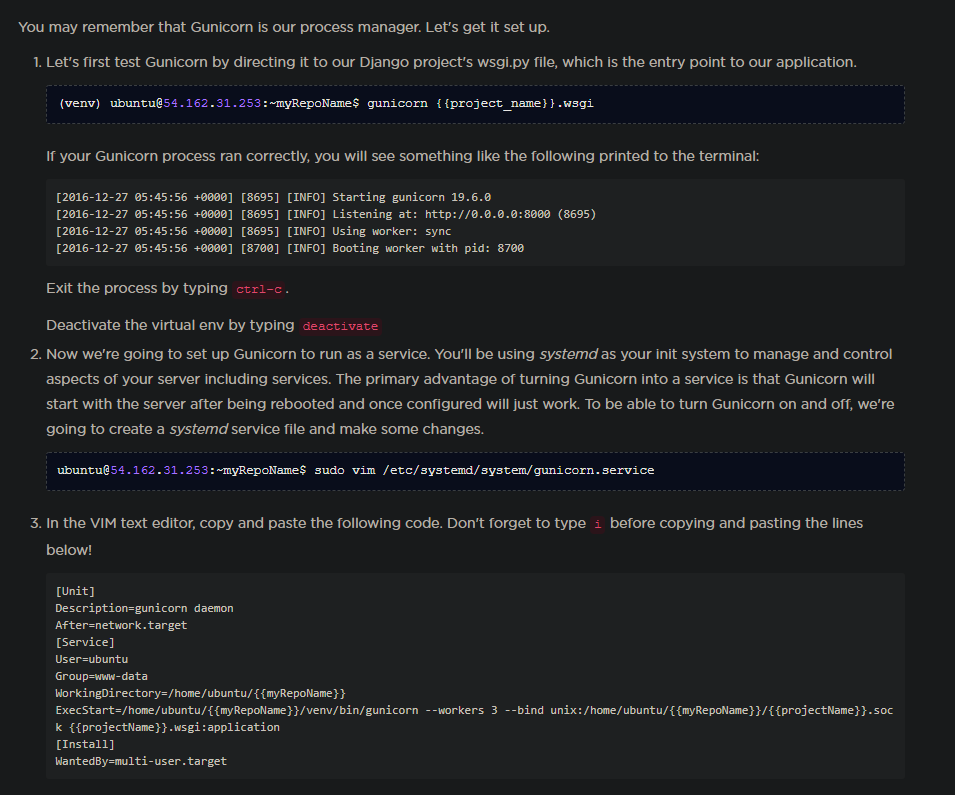 You may remember that Gunicorn is our process manager. Let's get it set up.
1. Let's first test Gunicorn by directing it to our Django project's wsgi.py file, which is the entry point to our application.
(venv) ubuntu@54.162.31.253:~myRepoName$ gunicorn {{project_name}}.wsgi
If your Gunicorn process ran correctly, you will see something like the following printed to the terminal:
[2016-12-27 05:45:56 +0000] [8695] [INFO] Starting gunicorn 19.6.0
[2016-12-27 05:45:56 +0000] [8695] [INFO] Listening at: http://0.0.0.0:8000 (8695)
[2016-12-27 05:45:56 +0000] [8695] [INFO] Using worker: sync
[2016-12-27 05:45:56 +0000] [8700] [INFO] Booting worker with pid: 8700
Exit the process by typing ctrl-c.
Deactivate the virtual env by typing deactivate
2. Now we're going to set up Gunicorn to run as a service. You'll be using systemd as your init system to manage and control
aspects of your server including services. The primary advantage of turning Gunicorn into a service is that Gunicorn will
start with the server after being rebooted and once configured will just work. To be able to turn Gunicorn on and off, we're
going to create a systemd service file and make some changes.
ubuntu@54.162.31.253:~myRepoName$ sudo vim /etc/systemd/system/gunicorn.service
3. In the VIM text editor, copy and paste the following code. Don't forget to type i before copying and pasting the lines
below!
[Unit]
Description=gunicorn daemon
After=network.target
[Service]
User=ubuntu
Group=www-data
WorkingDirectory=/home/ubuntu/{{myRepoName}}
ExecStart=/home/ubuntu/{{myRepoName}}/venv/bin/gunicorn --workers 3 --bind unix:/home/ubuntu/{{myRepoName}}/{{projectName}}.soc
k {{projectName}}.wsgi:application
[Install]
WantedBy=multi-user.target